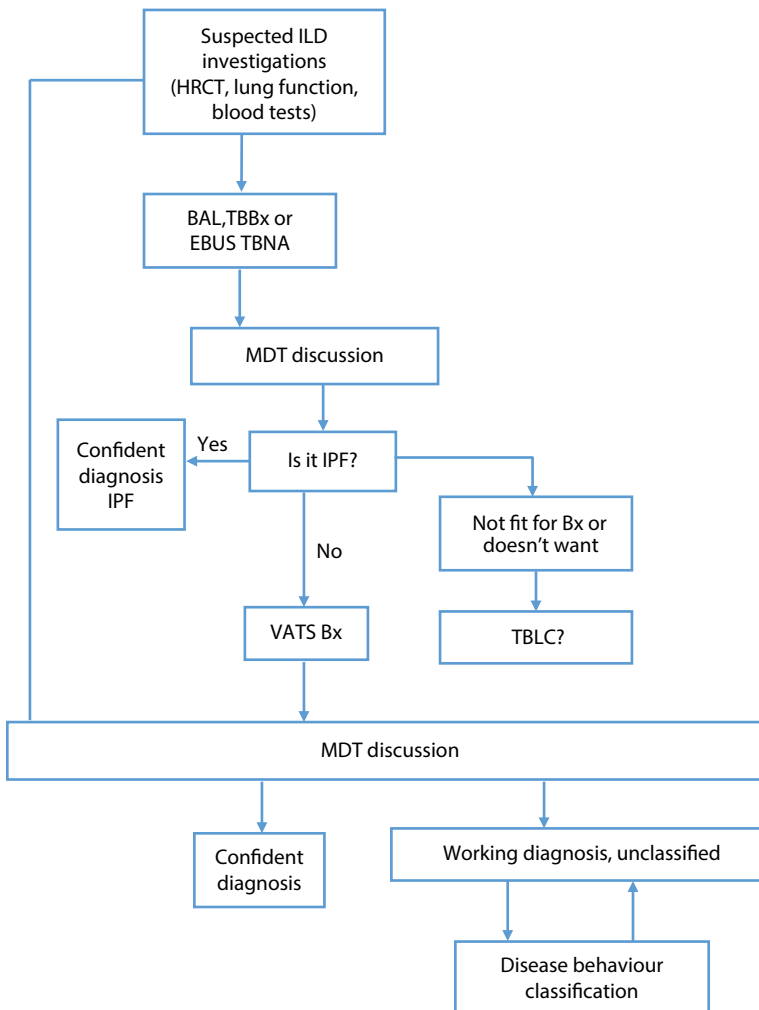 Suspected ILD
investigations
(HRCT, lung function,
blood tests)
BAL,TBBx or
EBUS TBNA
MDT discussion
Yes
Confident
diagnosis
IPF
Is it IPF?
Not fit for Bx or
doesn't want
No
VATS Bx
TBLC?
MDT discussion
Confident
diagnosis
Working diagnosis, unclassified
Disease behaviour
classification